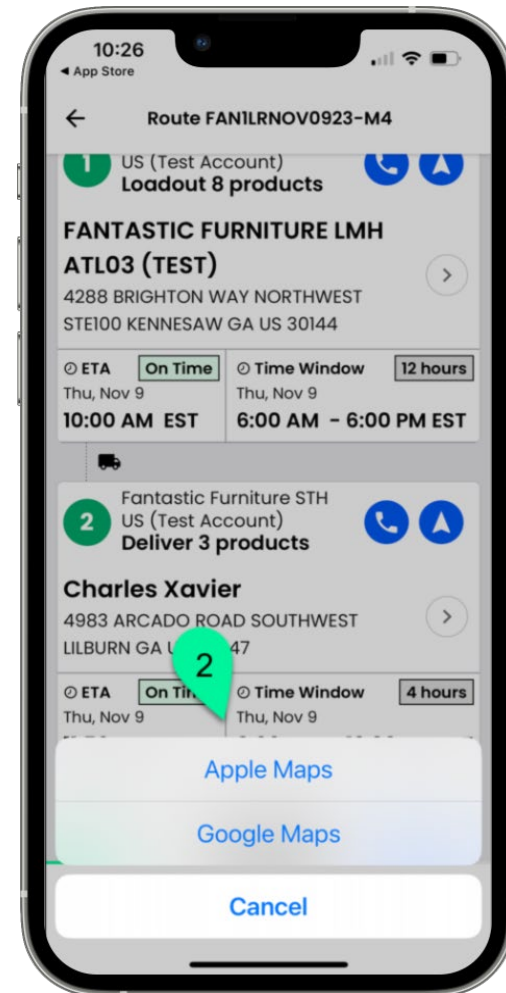 10:26
◀ App Store
Route FAN1LRNOV0923-M4
1
US (Test Account)
Loadout 8 products
FANTASTIC FURNITURE LMH
ATL03 (TEST)
4288 BRIGHTON WAY NORTHWEST
STE100 KENNESAW GA US 30144
ETA On Time
Thu, Nov 9
10:00 AM EST
Time Window 12 hours
Thu, Nov 9
6:00 AM - 6:00 PM EST
Fantastic Furniture STH
2
US (Test Account)
Deliver 3 products
Charles Xavier
4983 ARCADO ROAD SOUTHWEST
LILBURN GA 47
2
ETA On
Thu, Nov 9
Time Window 4 hours
Thu, Nov 9
Apple Maps
Google Maps
Cancel